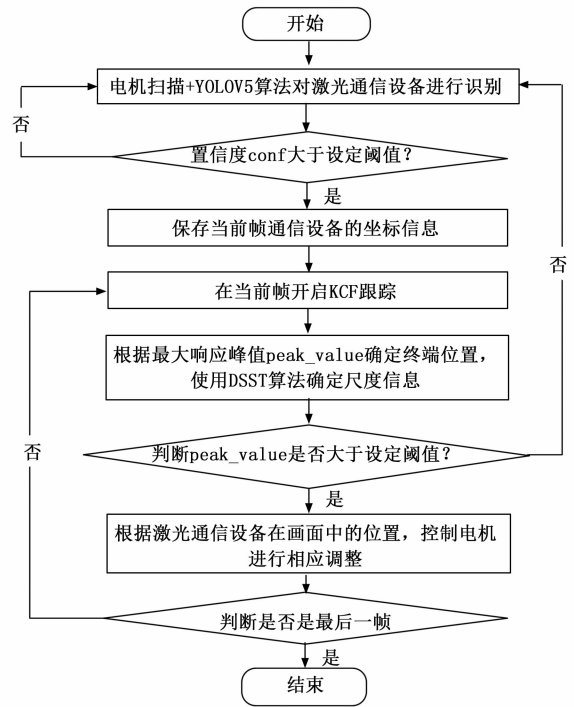 开始
电机扫描+YOLOV5算法对激光通信设备进行识别
否
置信度conf大于设定阈值?
是
保存当前帧通信设备的坐标信息
否
在当前帧开启KCF跟踪
根据最大响应峰值peak_value确定终端位置，
使用DSST算法确定尺度信息
否
判断peak_value是否大于设定阈值?
是
根据激光通信设备在画面中的位置，控制电机
进行相应调整
判断是否是最后一帧
是
结束